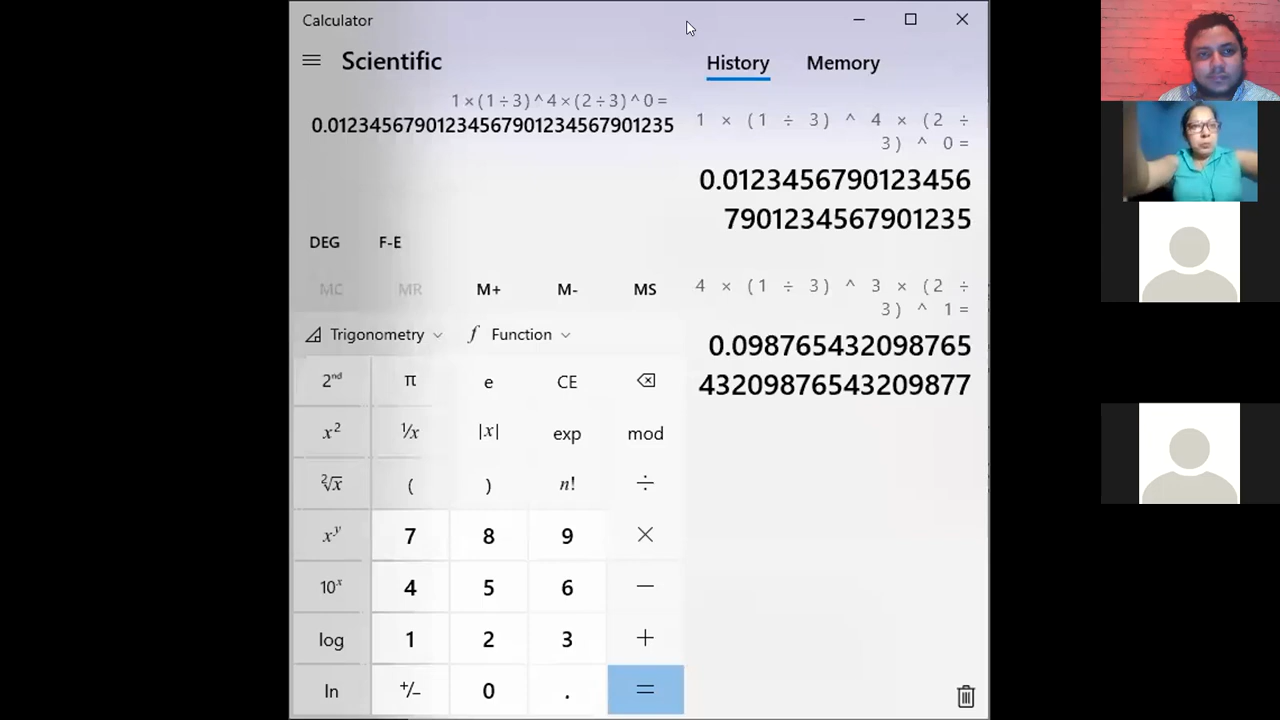 Calculator
Scientific
History Memory
1 × (1 ÷ 3) ^ 4 × (2 ÷ 3) ^ 0 =
0.01234567901234567901234567901235
1 × (1 ÷ 3) ^ 4 × (2 ÷
3) ^ 0 =
0.0123456790123456
7901234567901235
DEG F-E
4 × (1 ÷ 3) ^ 3 × (2 ÷
3) ^ 1 =
0.098765432098765
43209876543209877
MC MR M+ M- MS
Trigonometry f Function
2nd π e CE
x² ⅟x |x| exp mod
²√x ( ) n! ÷
xʸ 7 8 9 ×
10ˣ 4 5 6 −
log 1 2 3 +
ln +/− 0 . =